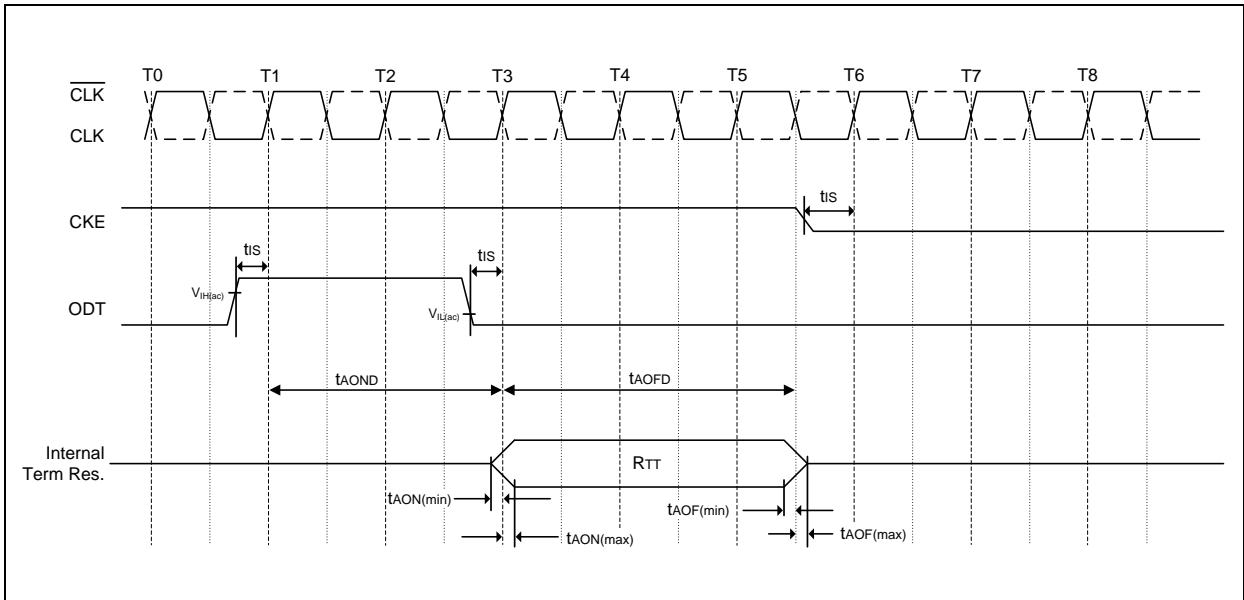 T0 T1 T2 T3 T4 T5 T6 T7 T8
CLK
CLK
tIS
CKE
tIS
tIS
VIH(ac)
ODT
VIL(ac)
tAOND
tAOFD
Internal
Term Res.
RTT
tAON(min)
tAOF(min)
tAON(max)
tAOF(max)